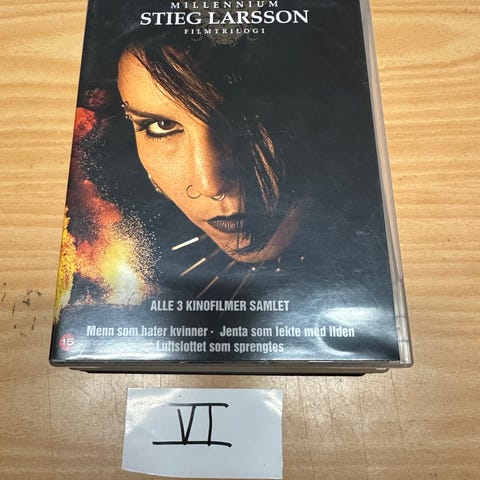 MILLENNIUM
STIEG LARSSON
FILMTRILOGI
ALLE 3 KINOFILMER SAMLET
Menn som hater kvinner · Jenta som lekte med ilden
Luftslottet som sprengtes
15
VI